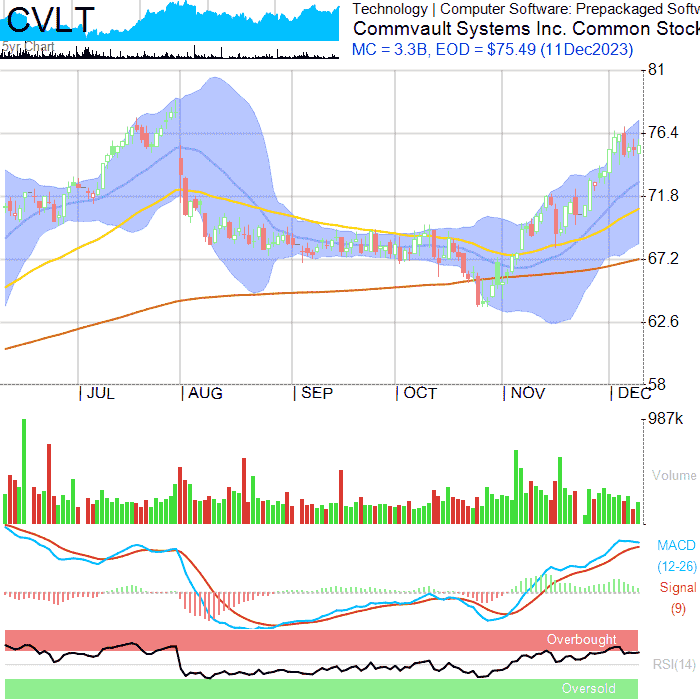 CVLT
Technology | Computer Software: Prepackaged Softw
Commvault Systems Inc. Common Stock
MC = 3.3B, EOD = $75.49 (11Dec2023)
5yr Chart
81
76.4
71.8
67.2
62.6
58
JUL AUG SEP OCT NOV DEC
987k
Volume
MACD
(12-26)
Signal
(9)
Overbought
RSI(14)
Oversold